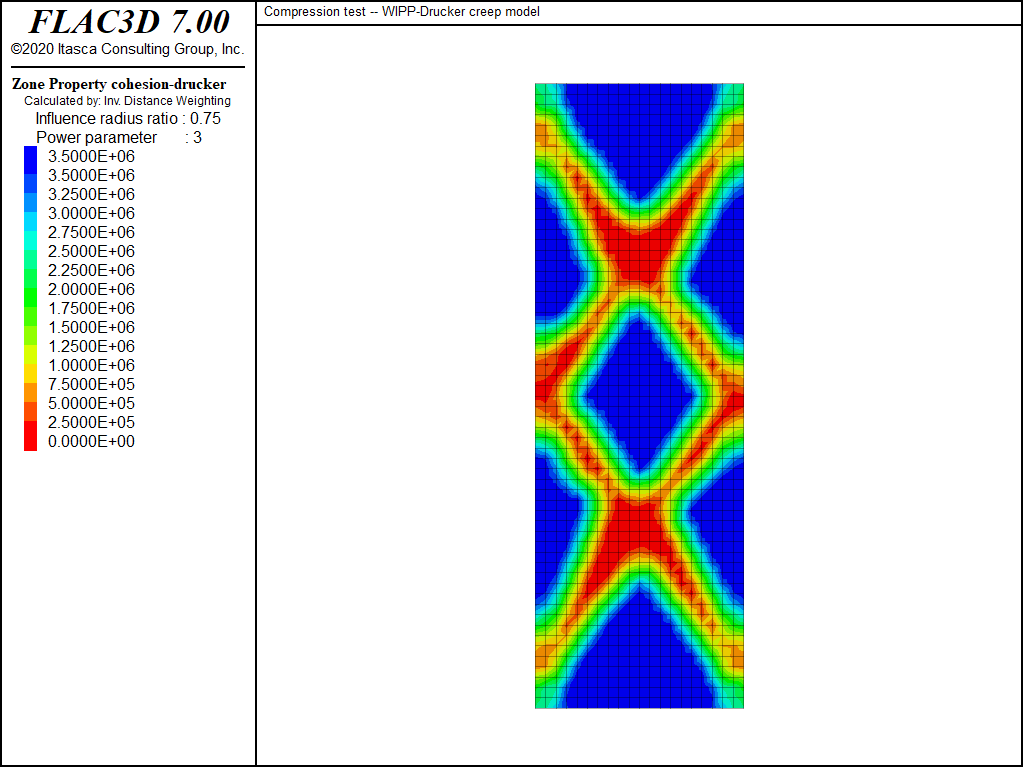 FLAC3D 7.00
©2020 Itasca Consulting Group, Inc.
Zone Property cohesion-drucker
Calculated by: Inv. Distance Weighting
Influence radius ratio : 0.75
Power parameter : 3
3.5000E+06
3.5000E+06
3.2500E+06
3.0000E+06
2.7500E+06
2.5000E+06
2.2500E+06
2.0000E+06
1.7500E+06
1.5000E+06
1.2500E+06
1.0000E+06
7.5000E+05
5.0000E+05
2.5000E+05
0.0000E+00
Compression test -- WIPP-Drucker creep model